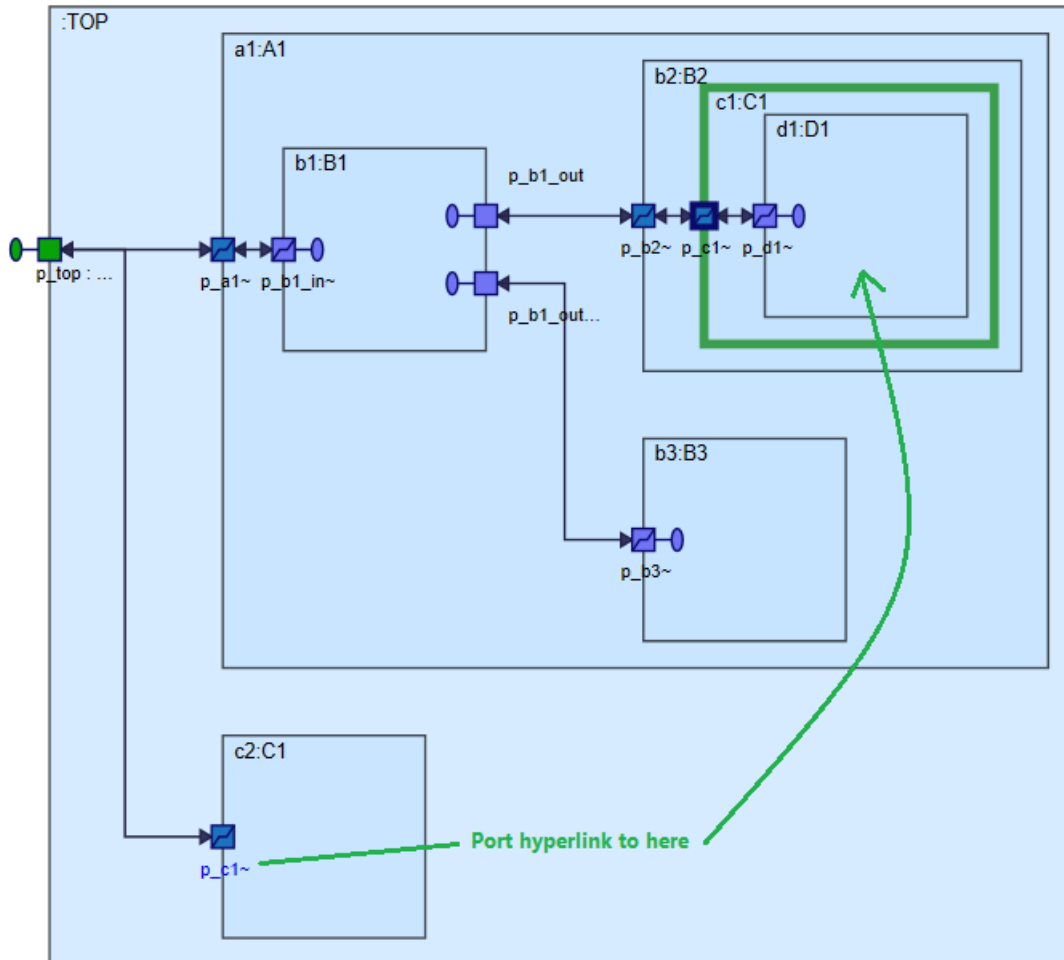 :TOP
a1:A1
b2:B2
c1:C1
d1:D1
b1:B1
p_b1_out
p_b2~
p_c1~
p_d1~
p_top : ...
p_a1~
p_b1_in~
p_b1_out...
b3:B3
p_b3~
c2:C1
Port hyperlink to here
p_c1~